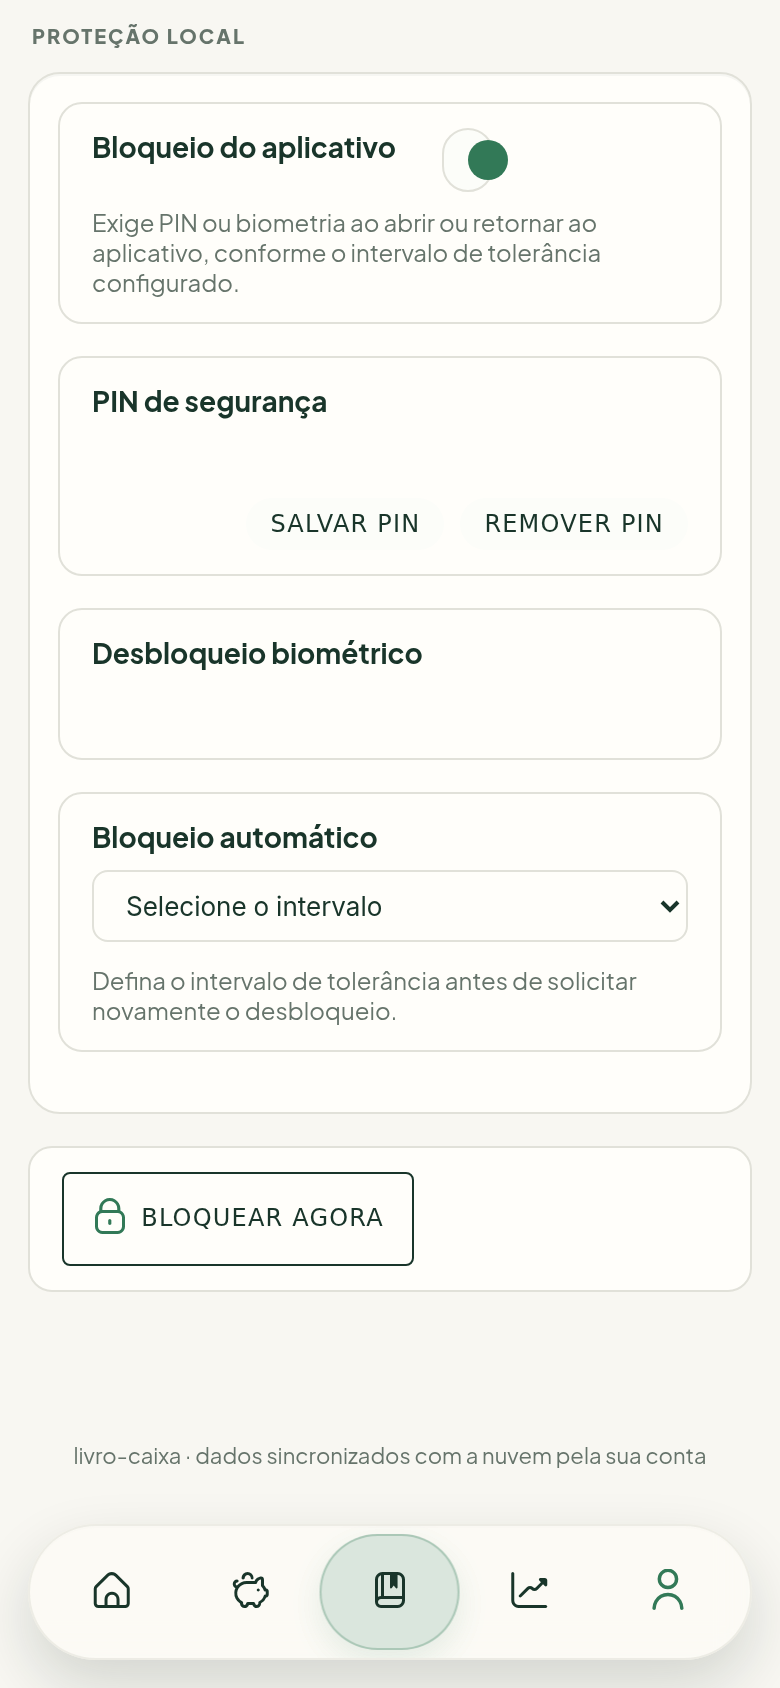 PROTEÇÃO LOCAL
Bloqueio do aplicativo
Exige PIN ou biometria ao abrir ou retornar ao
aplicativo, conforme o intervalo de tolerância
configurado.
PIN de segurança
SALVAR PIN
REMOVER PIN
Desbloqueio biométrico
Bloqueio automático
Selecione o intervalo
Defina o intervalo de tolerância antes de solicitar
novamente o desbloqueio.
BLOQUEAR AGORA
livro-caixa · dados sincronizados com a nuvem pela sua conta